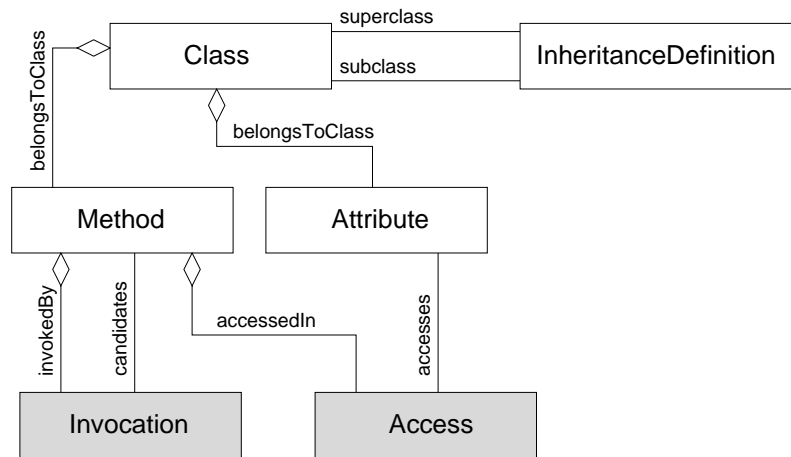 superclass
Class
InheritanceDefinition
subclass
belongsToClass
belongsToClass
Method
Attribute
invokedBy
candidates
accessedIn
accesses
Invocation
Access